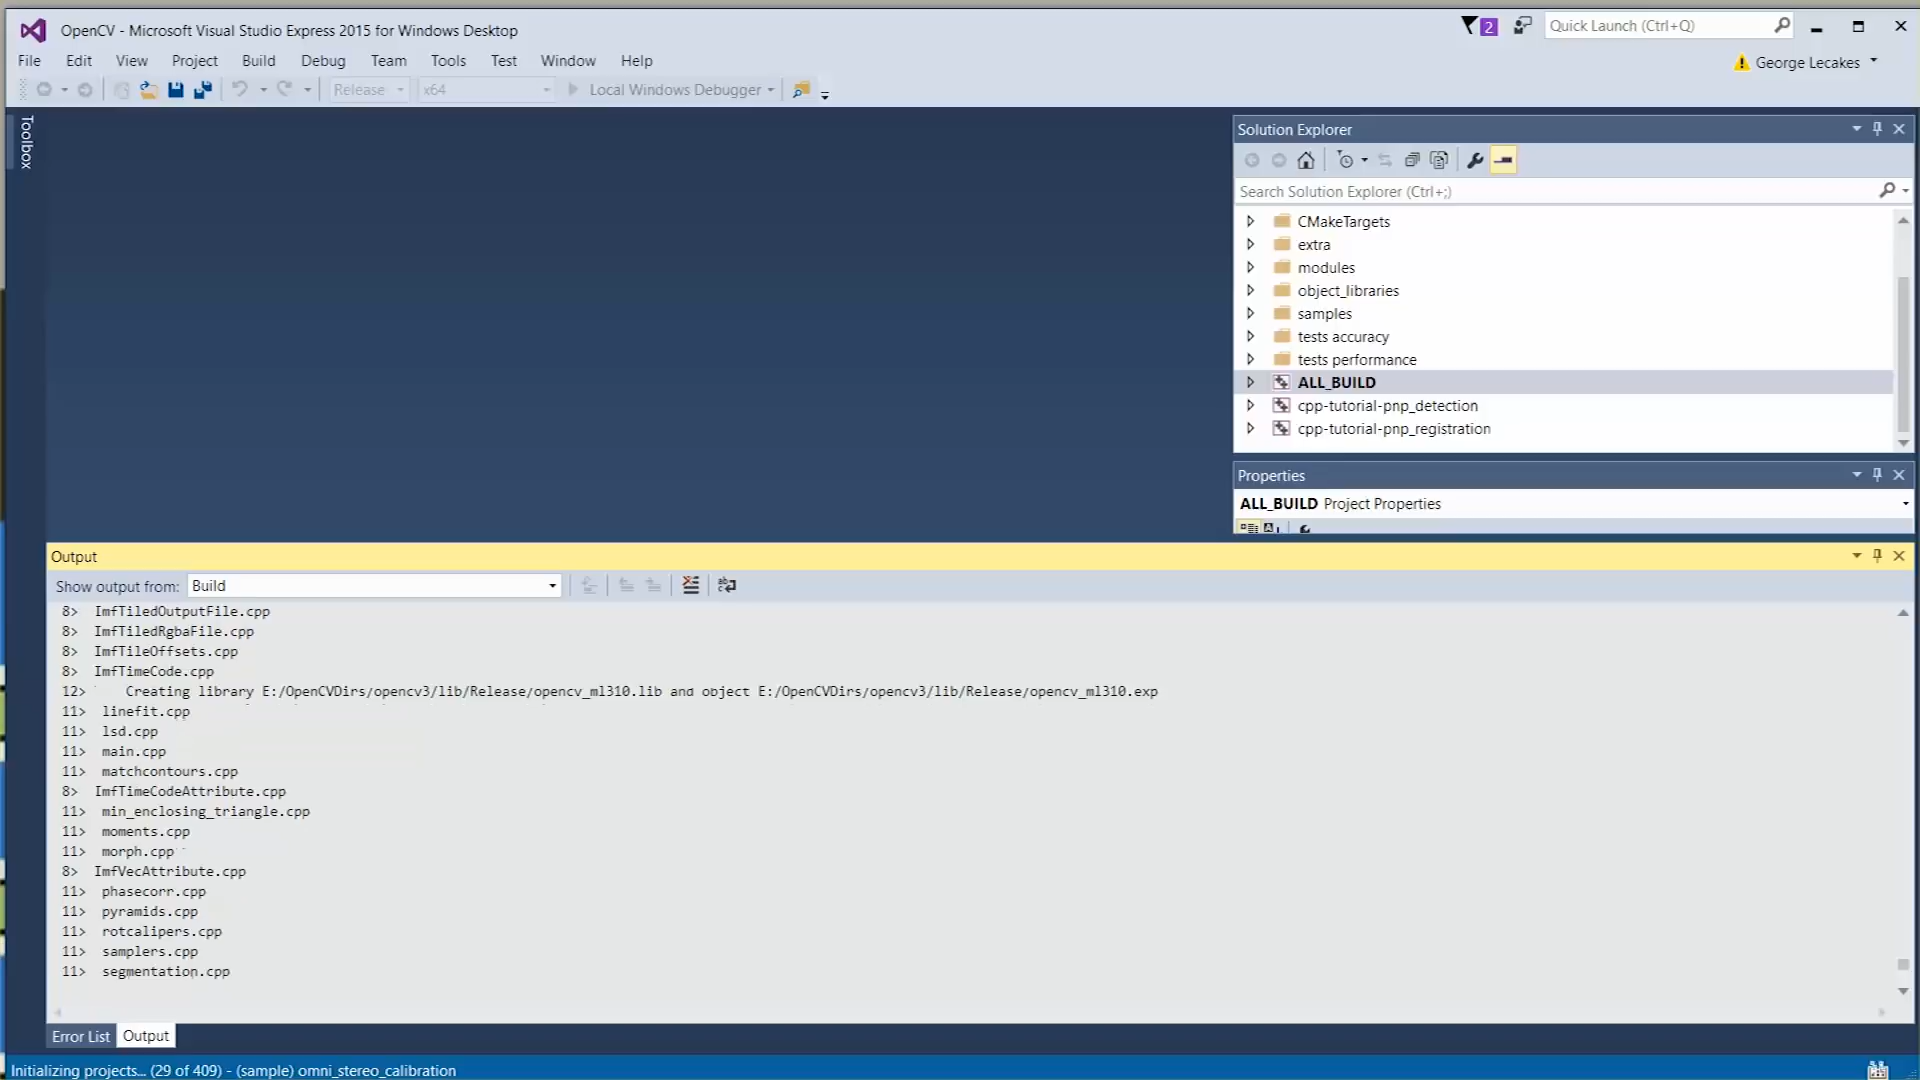 OpenCV - Microsoft Visual Studio Express 2015 for Windows Desktop
2
Quick Launch (Ctrl+Q)
File Edit View Project Build Debug Team Tools Test Window Help
George Lecakes
Release x64 Local Windows Debugger
Toolbox
Solution Explorer
Search Solution Explorer (Ctrl+;)
CMakeTargets
extra
modules
object_libraries
samples
tests accuracy
tests performance
ALL_BUILD
cpp-tutorial-pnp_detection
cpp-tutorial-pnp_registration
Properties
ALL_BUILD Project Properties
Output
Show output from: Build
8> ImfTiledOutputFile.cpp
8> ImfTiledRgbaFile.cpp
8> ImfTileOffsets.cpp
8> ImfTimeCode.cpp
12> Creating library E:/OpenCVDirs/opencv3/lib/Release/opencv_ml310.lib and object E:/OpenCVDirs/opencv3/lib/Release/opencv_ml310.exp
11> linefit.cpp
11> lsd.cpp
11> main.cpp
11> matchcontours.cpp
8> ImfTimeCodeAttribute.cpp
11> min_enclosing_triangle.cpp
11> moments.cpp
11> morph.cpp
8> ImfVecAttribute.cpp
11> phasecorr.cpp
11> pyramids.cpp
11> rotcalipers.cpp
11> samplers.cpp
11> segmentation.cpp
Error List Output
Initializing projects... (29 of 409) - (sample) omni_stereo_calibration